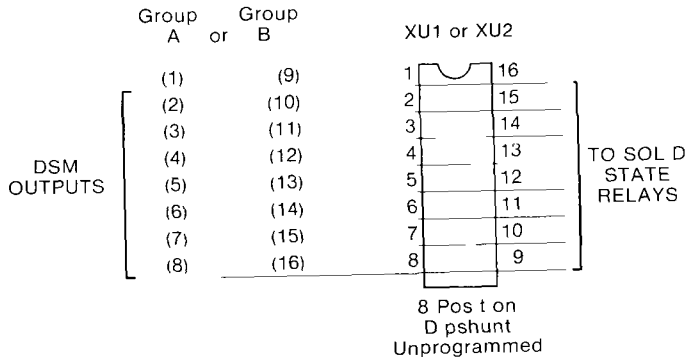 Group Group
A or B XU1 or XU2
(1) (9) 1 16
(2) (10) 2 15
(3) (11) 3 14
(4) (12) 4 13
DSM
OUTPUTS
(5) (13) 5 12
(6) (14) 6 11
(7) (15) 7 10
(8) (16) 8 9
TO SOL D
STATE
RELAYS
8 Pos t on
D pshunt
Unprogrammed